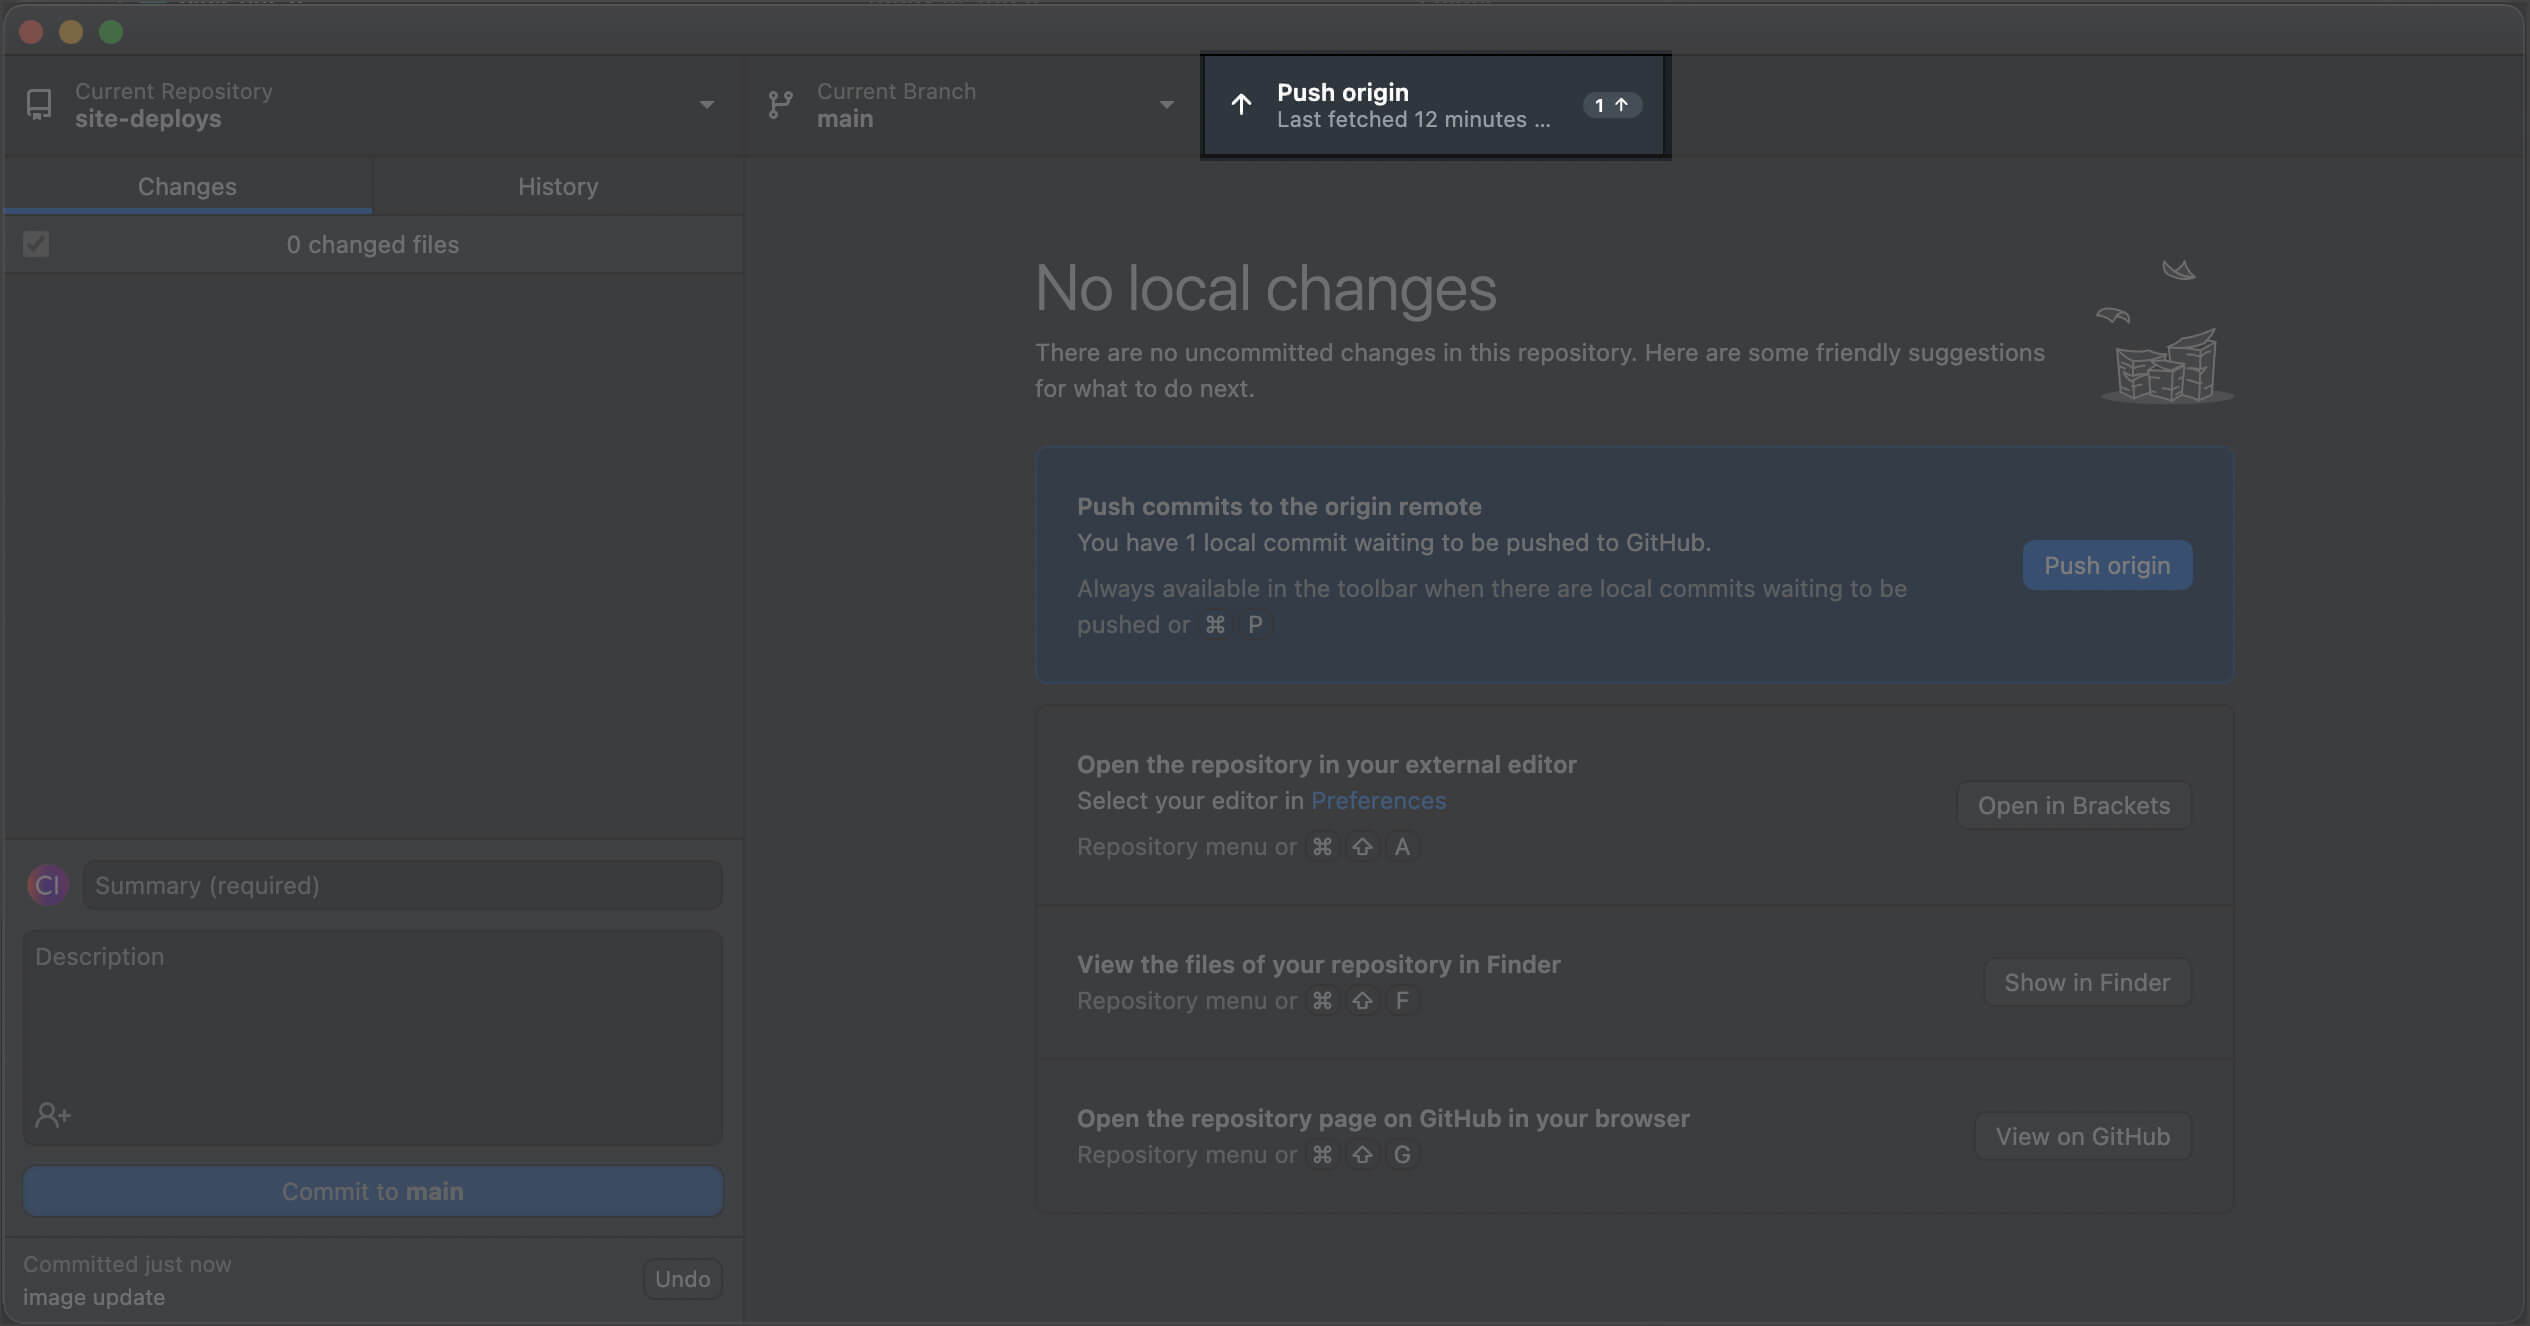 Current Repository
site-deploys
Current Branch
main
Push origin
Last fetched 12 minutes ...
1
Changes
History
0 changed files
No local changes
There are no uncommitted changes in this repository. Here are some friendly suggestions
for what to do next.
Push commits to the origin remote
You have 1 local commit waiting to be pushed to GitHub.
Always available in the toolbar when there are local commits waiting to be
pushed or ⌘ P
Push origin
Open the repository in your external editor
Select your editor in Preferences
Repository menu or ⌘ ⇧ A
Open in Brackets
View the files of your repository in Finder
Repository menu or ⌘ ⇧ F
Show in Finder
Open the repository page on GitHub in your browser
Repository menu or ⌘ ⇧ G
View on GitHub
CI
Summary (required)
Description
Commit to main
Committed just now
image update
Undo